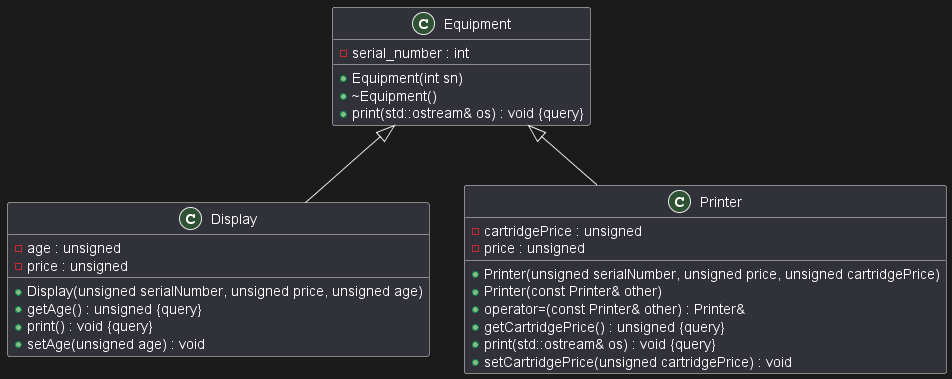 C Equipment
serial_number : int
Equipment(int sn)
~Equipment()
print(std::ostream& os) : void {query}
C Display
age : unsigned
price : unsigned
Display(unsigned serialNumber, unsigned price, unsigned age)
getAge() : unsigned {query}
print() : void {query}
setAge(unsigned age) : void
C Printer
cartridgePrice : unsigned
price : unsigned
Printer(unsigned serialNumber, unsigned price, unsigned cartridgePrice)
Printer(const Printer& other)
operator=(const Printer& other) : Printer&
getCartridgePrice() : unsigned {query}
print(std::ostream& os) : void {query}
setCartridgePrice(unsigned cartridgePrice) : void